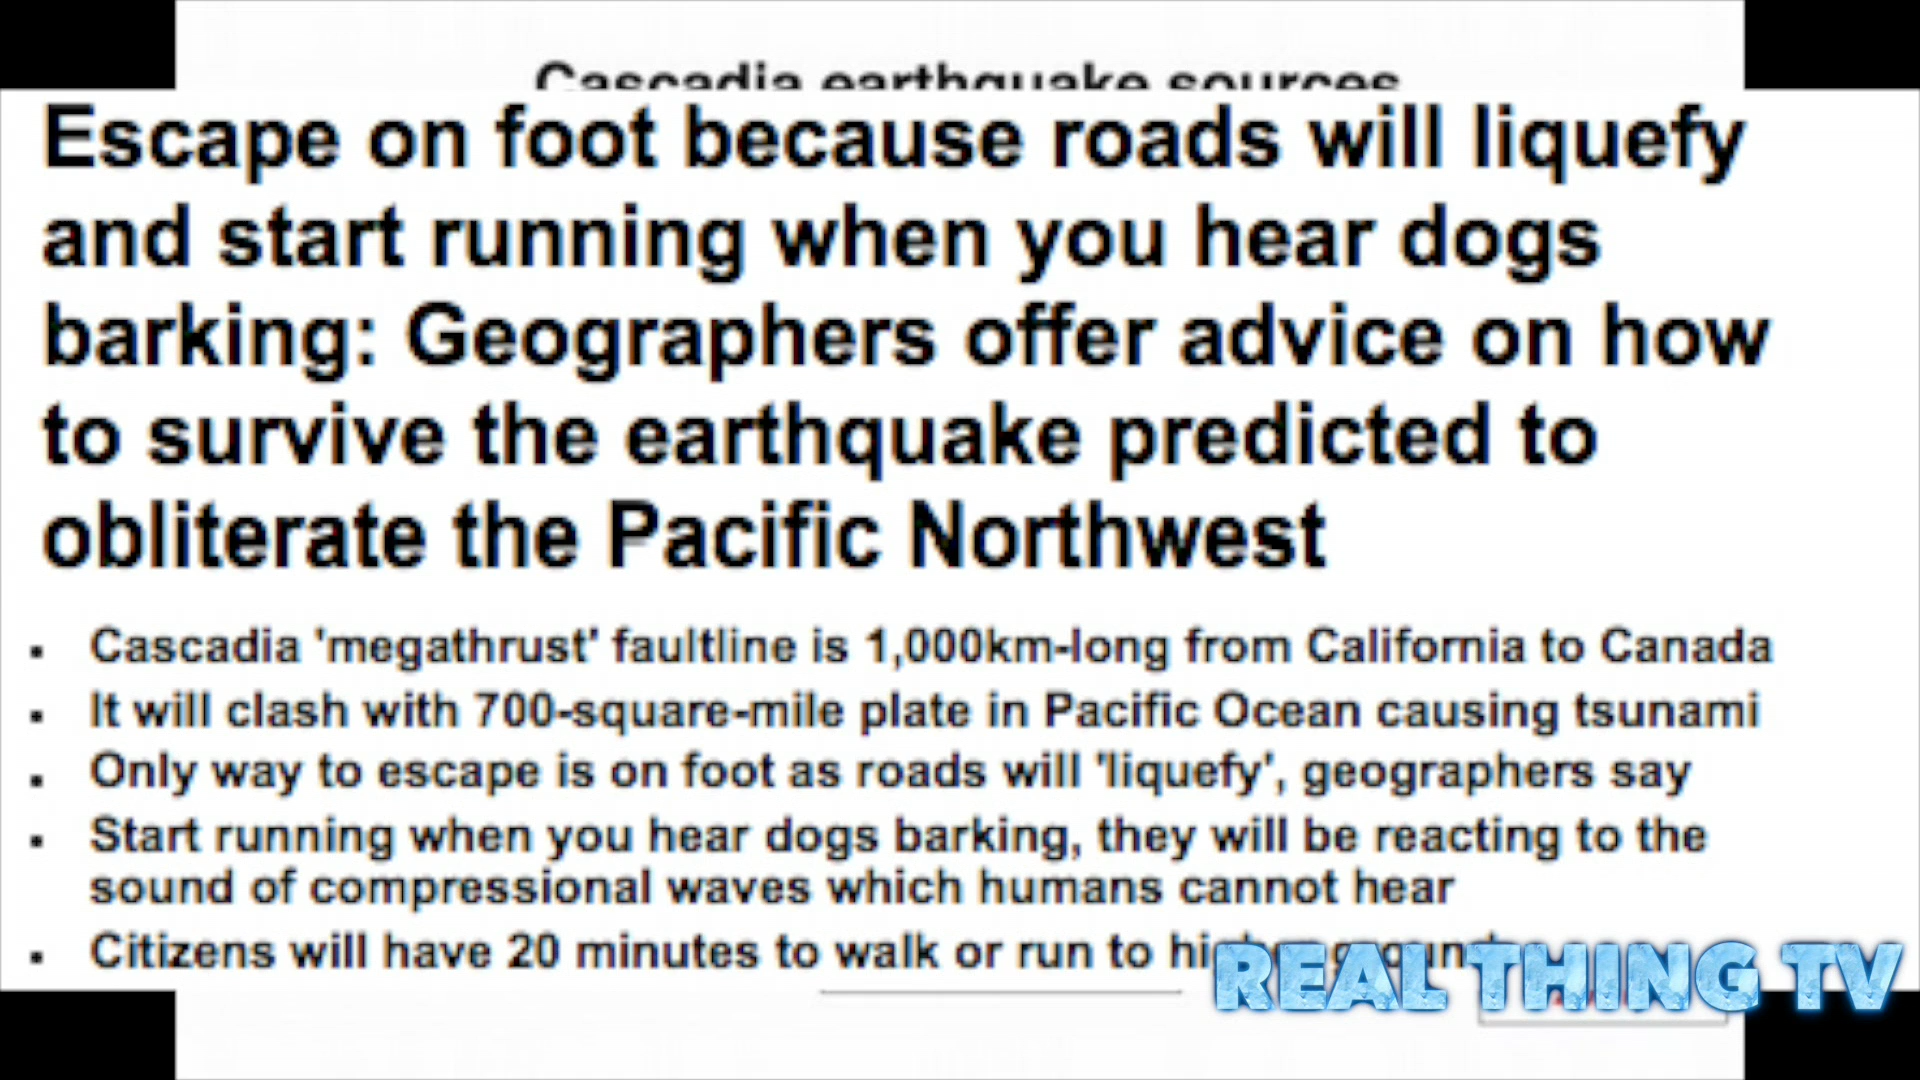 Cascadia earthquake sources
Escape on foot because roads will liquefy
and start running when you hear dogs
barking: Geographers offer advice on how
to survive the earthquake predicted to
obliterate the Pacific Northwest
▪ Cascadia 'megathrust' faultline is 1,000km-long from California to Canada
▪ It will clash with 700-square-mile plate in Pacific Ocean causing tsunami
▪ Only way to escape is on foot as roads will 'liquefy', geographers say
▪ Start running when you hear dogs barking, they will be reacting to the
sound of compressional waves which humans cannot hear
▪ Citizens will have 20 minutes to walk or run to higher ground
REAL THING TV